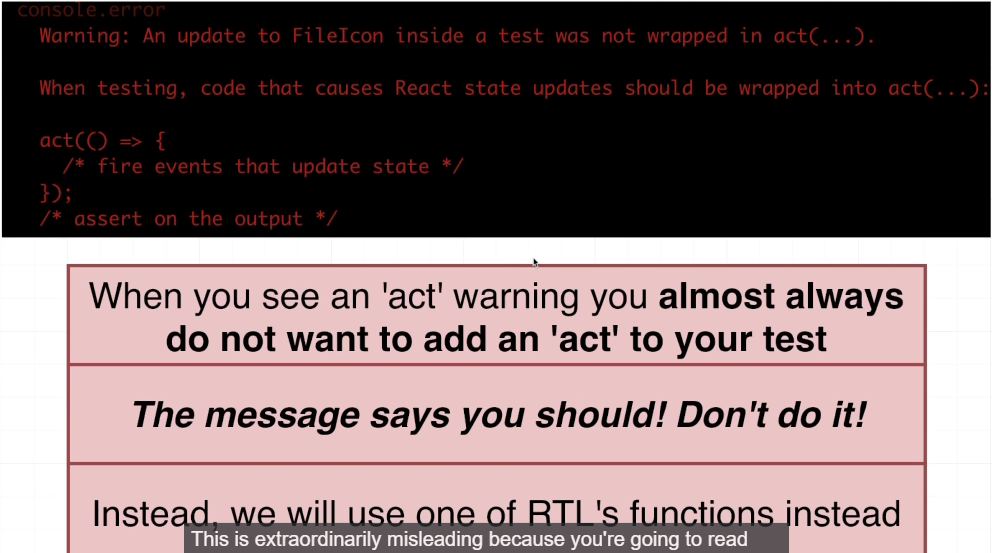 console.error
Warning: An update to FileIcon inside a test was not wrapped in act(...).
When testing, code that causes React state updates should be wrapped into act(...):
act(() => {
/* fire events that update state */
});
/* assert on the output */
When you see an 'act' warning you almost always
do not want to add an 'act' to your test
The message says you should! Don't do it!
Instead, we will use one of RTL's functions instead
This is extraordinarily misleading because you're going to read